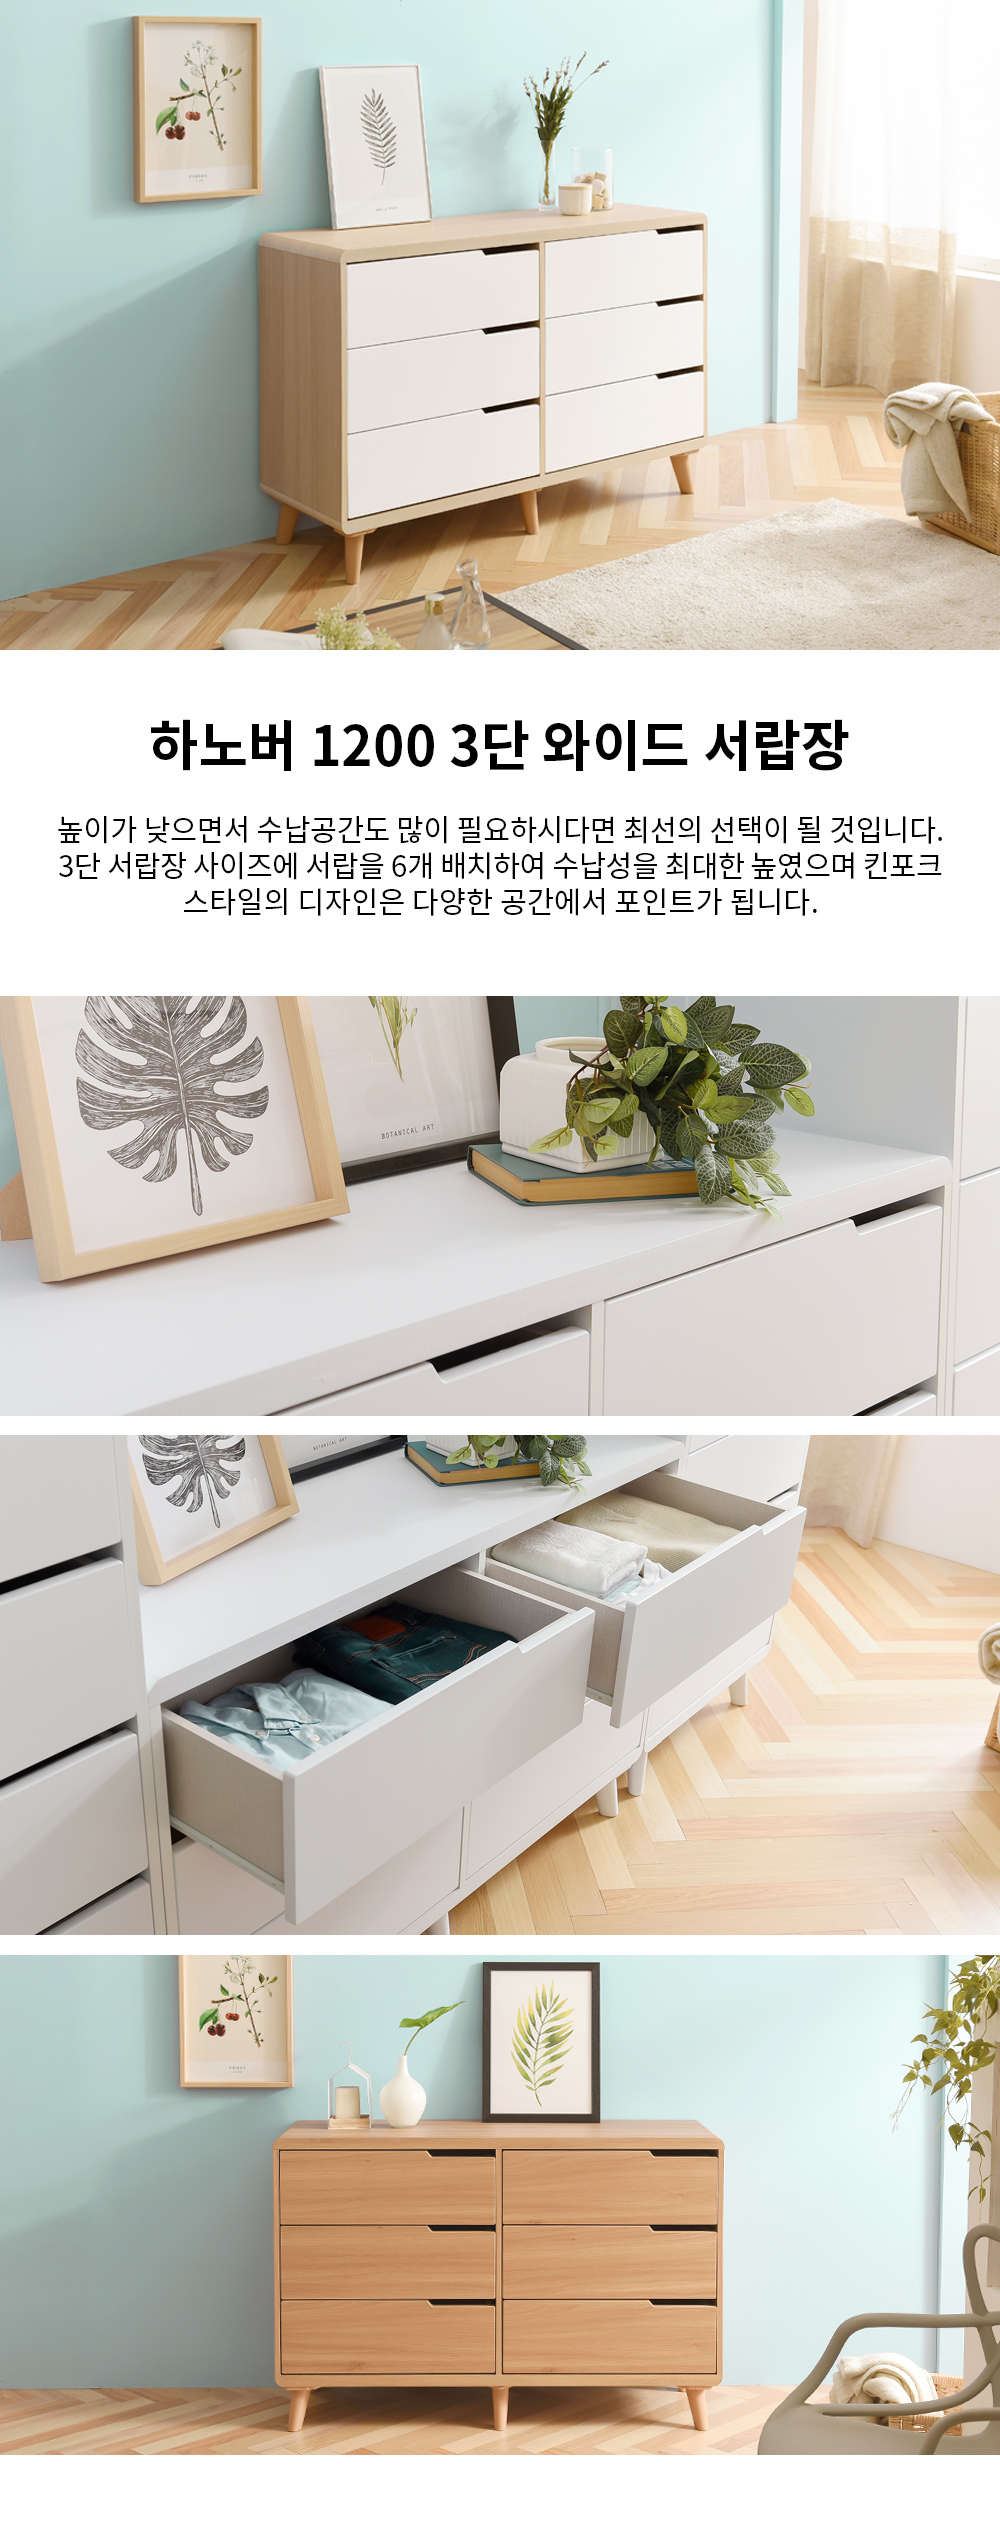 하노버 1200 3단 와이드 서랍장
높이가 낮으면서 수납공간도 많이 필요하시다면 최선의 선택이 될 것입니다.
3단 서랍장 사이즈에 서랍을 6개 배치하여 수납성을 최대한 높였으며 킨포크
스타일의 디자인은 다양한 공간에서 포인트가 됩니다.
BOTANICAL ART
BOTANICAL ART